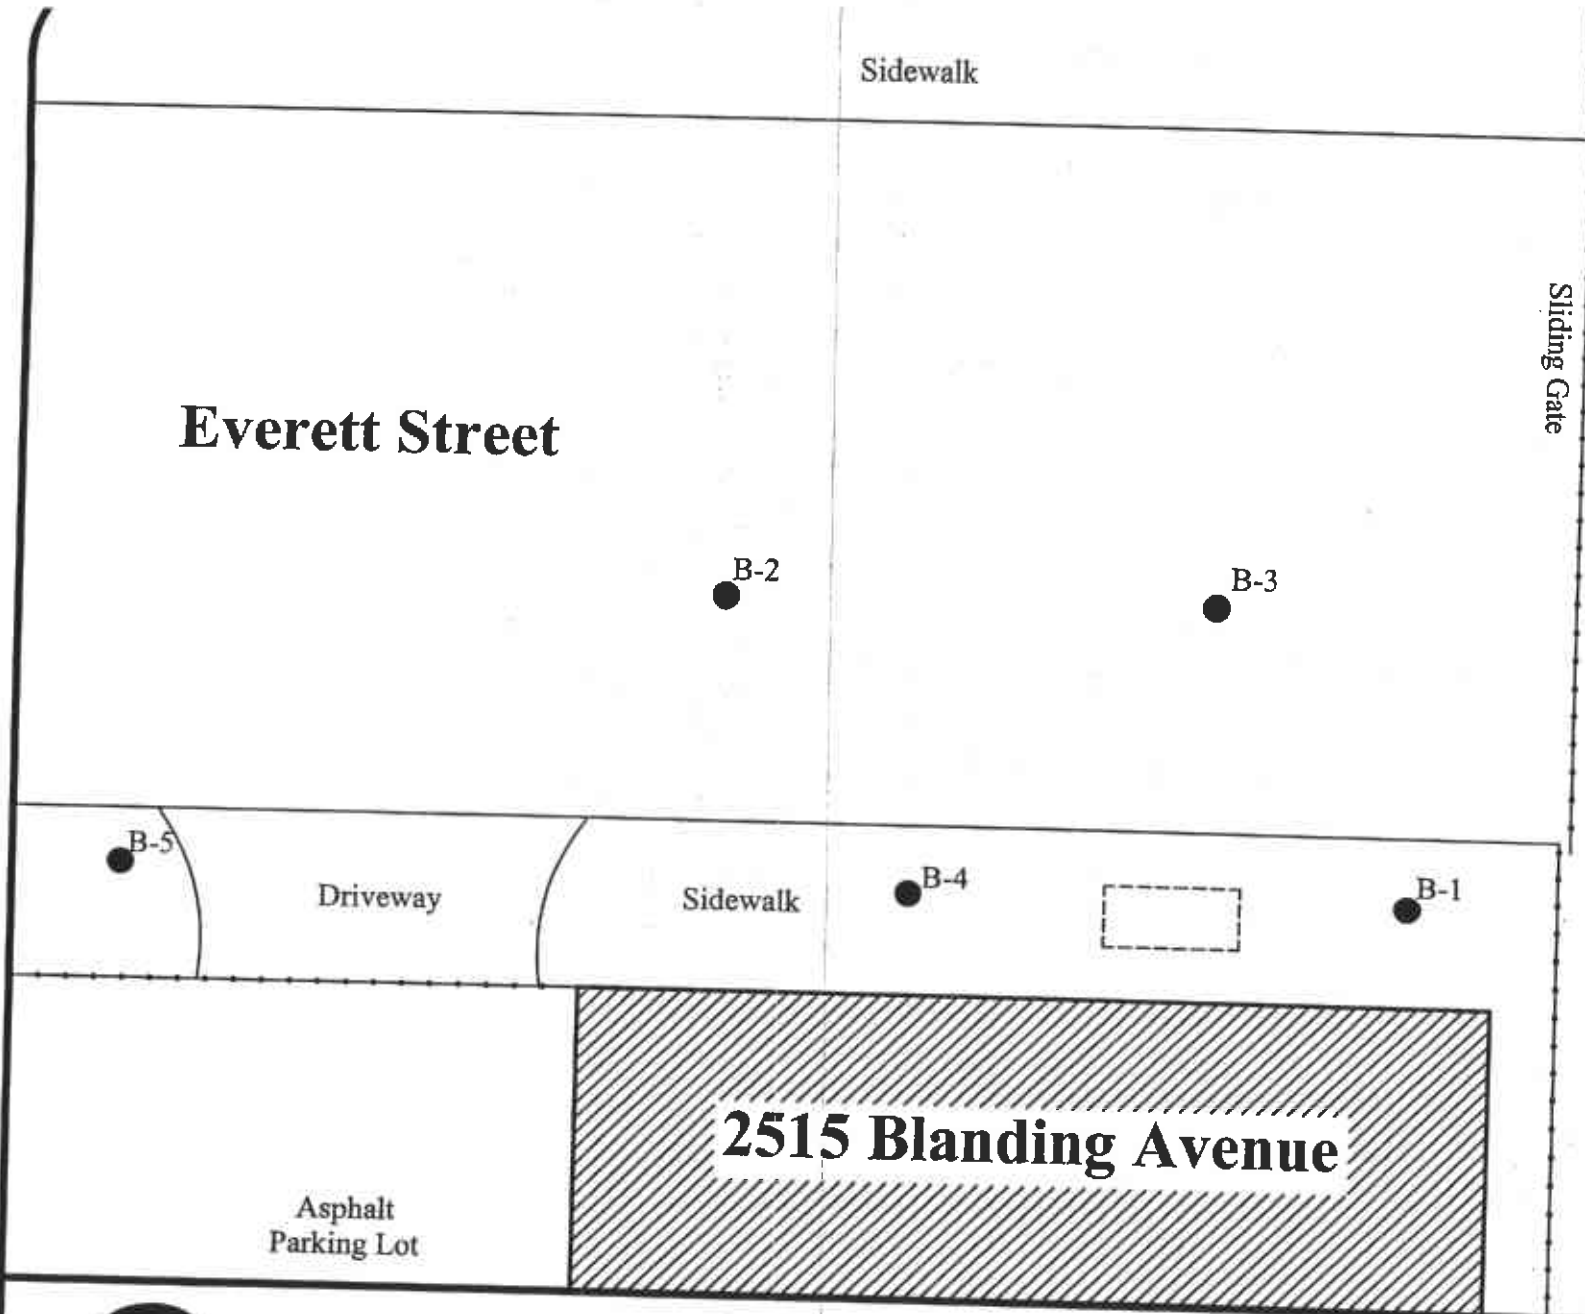 Sidewalk
Sliding Gate
Everett Street
B-2
B-3
B-5
Driveway
Sidewalk
B-4
B-1
2515 Blanding Avenue
Asphalt
Parking Lot